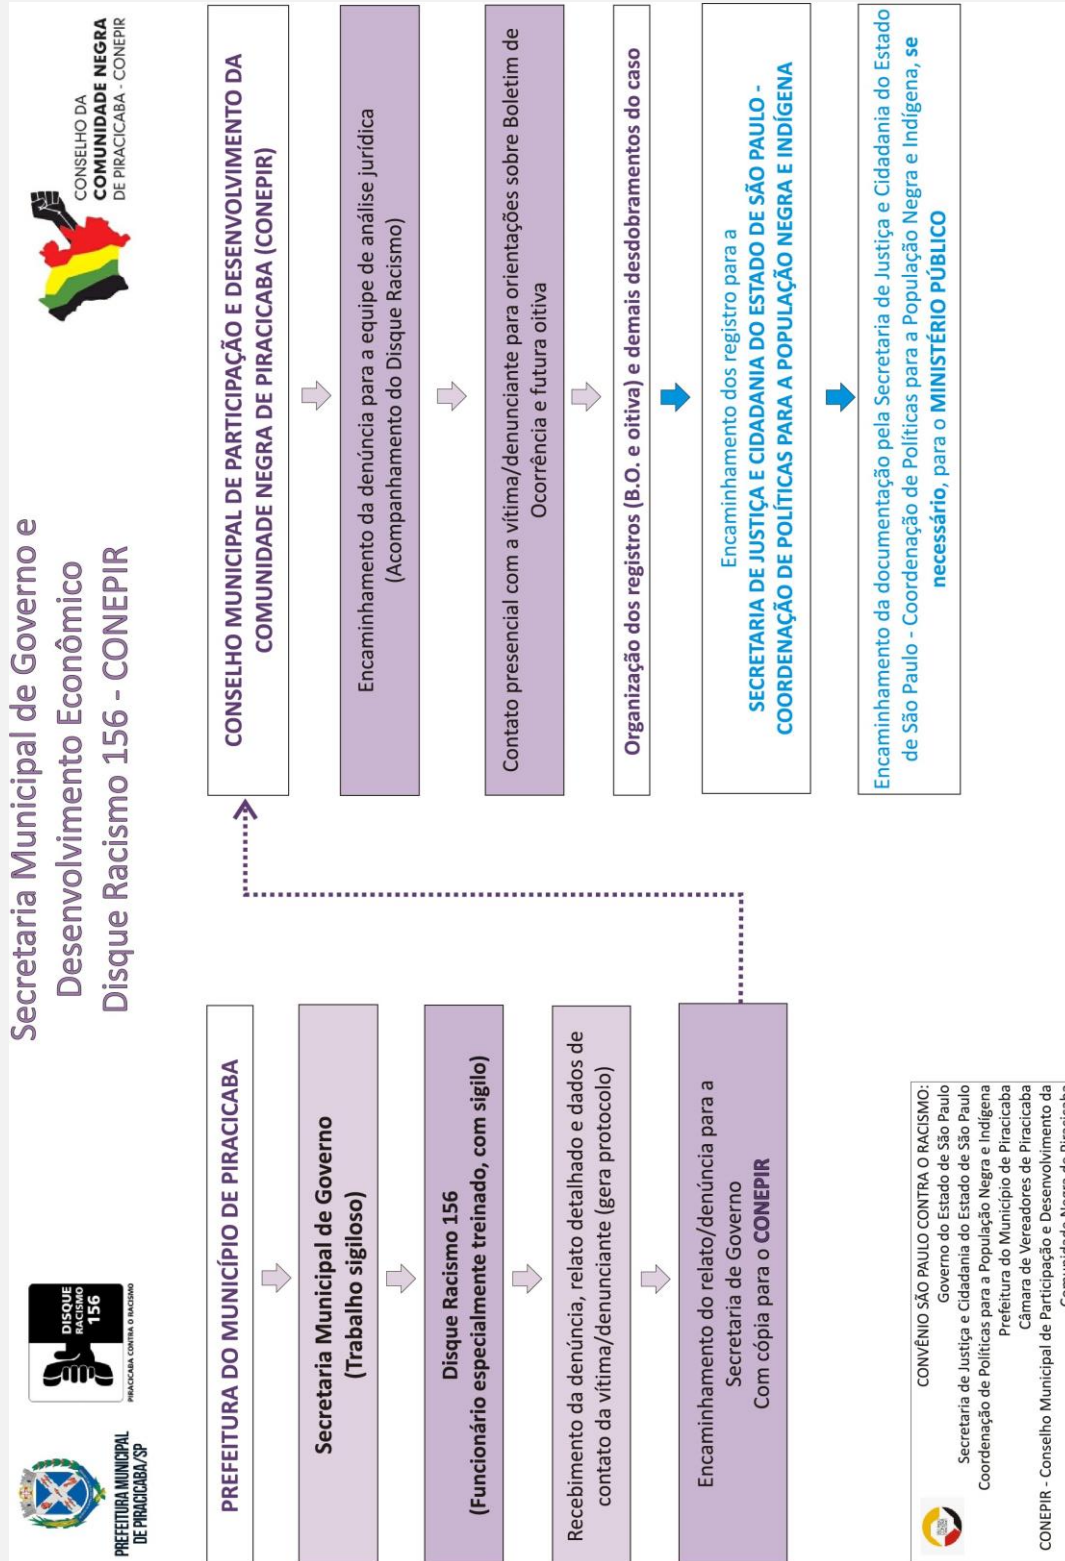 PREFEITURA MUNICIPAL
DE PIRACICABA/SP
DISQUE
RACISMO
156
PIRACICABA CONTRA O RACISMO
Secretaria Municipal de Governo e
Desenvolvimento Econômico
Disque Racismo 156 - CONEPIR
CONSELHO DA
COMUNIDADE NEGRA
DE PIRACICABA - CONEPIR
PREFEITURA DO MUNICÍPIO DE PIRACICABA
Secretaria Municipal de Governo
(Trabalho sigiloso)
Disque Racismo 156
(Funcionário especialmente treinado, com sigilo)
Recebimento da denúncia, relato detalhado e dados de
contato da vítima/denunciante (gera protocolo)
Encaminhamento do relato/denúncia para a
Secretaria de Governo
Com cópia para o CONEPIR
CONSELHO MUNICIPAL DE PARTICIPAÇÃO E DESENVOLVIMENTO DA
COMUNIDADE NEGRA DE PIRACICABA (CONEPIR)
Encaminhamento da denúncia para a equipe de análise jurídica
(Acompanhamento do Disque Racismo)
Contato presencial com a vítima/denunciante para orientações sobre Boletim de
Ocorrência e futura oitiva
Organização dos registros (B.O. e oitiva) e demais desdobramentos do caso
Encaminhamento dos registro para a
SECRETARIA DE JUSTIÇA E CIDADANIA DO ESTADO DE SÃO PAULO -
COORDENAÇÃO DE POLÍTICAS PARA A POPULAÇÃO NEGRA E INDÍGENA
Encaminhamento da documentação pela Secretaria de Justiça e Cidadania do Estado
de São Paulo - Coordenação de Políticas para a População Negra e Indígena, se
necessário, para o MINISTÉRIO PÚBLICO
CONVÊNIO SÃO PAULO CONTRA O RACISMO:
Governo do Estado de São Paulo
Secretaria de Justiça e Cidadania do Estado de São Paulo
Coordenação de Políticas para a População Negra e Indígena
Prefeitura do Município de Piracicaba
Câmara de Vereadores de Piracicaba
CONEPIR - Conselho Municipal de Participação e Desenvolvimento da
Comunidade Negra de Piracicaba